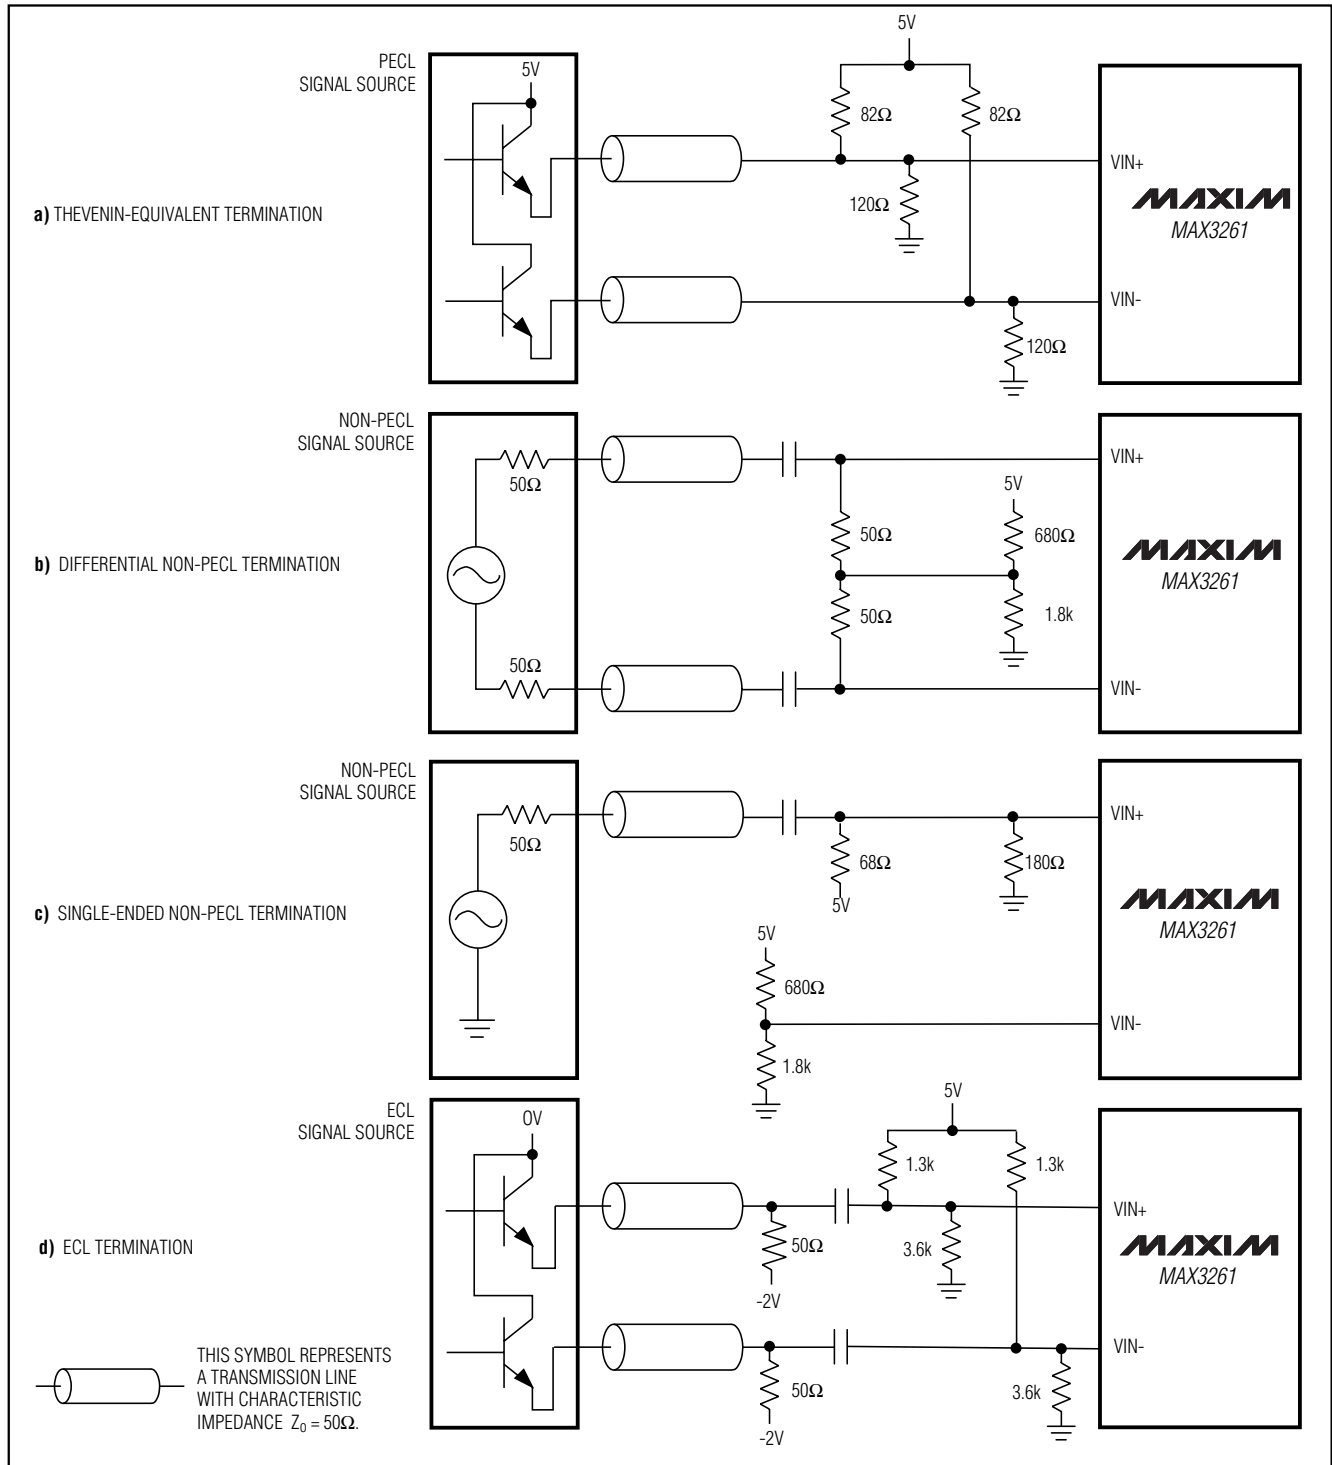 PECL
SIGNAL SOURCE
5V
5V
82Ω
82Ω
VIN+
120Ω
MAXIM
MAX3261
a) THEVENIN-EQUIVALENT TERMINATION
VIN-
120Ω
NON-PECL
SIGNAL SOURCE
50Ω
VIN+
5V
50Ω
680Ω
MAXIM
MAX3261
b) DIFFERENTIAL NON-PECL TERMINATION
50Ω
1.8k
50Ω
VIN-
NON-PECL
SIGNAL SOURCE
50Ω
VIN+
68Ω
180Ω
5V
MAXIM
MAX3261
c) SINGLE-ENDED NON-PECL TERMINATION
5V
680Ω
VIN-
1.8k
ECL
SIGNAL SOURCE
0V
5V
1.3k
1.3k
VIN+
50Ω
3.6k
-2V
MAXIM
MAX3261
d) ECL TERMINATION
VIN-
50Ω
3.6k
-2V
THIS SYMBOL REPRESENTS
A TRANSMISSION LINE
WITH CHARACTERISTIC
IMPEDANCE Z₀ = 50Ω.